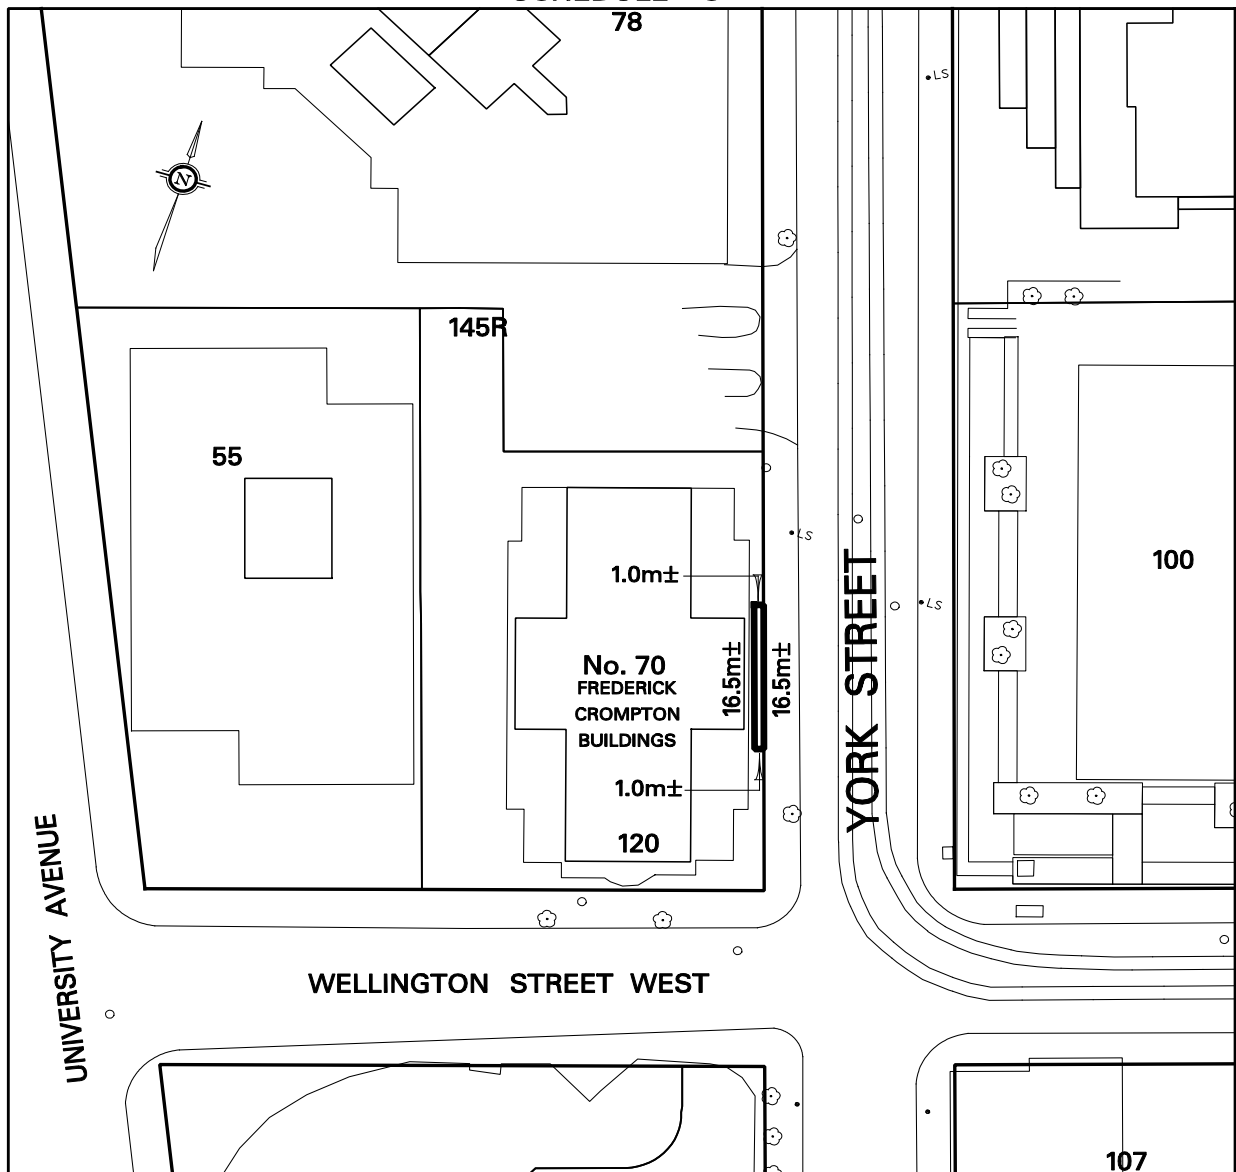 78
LS
N
145R
55
LS
100
1.0m±
LS
No. 70
FREDERICK
CROMPTON
BUILDINGS
16.5m±
16.5m±
YORK STREET
1.0m±
120
UNIVERSITY AVENUE
WELLINGTON STREET WEST
107